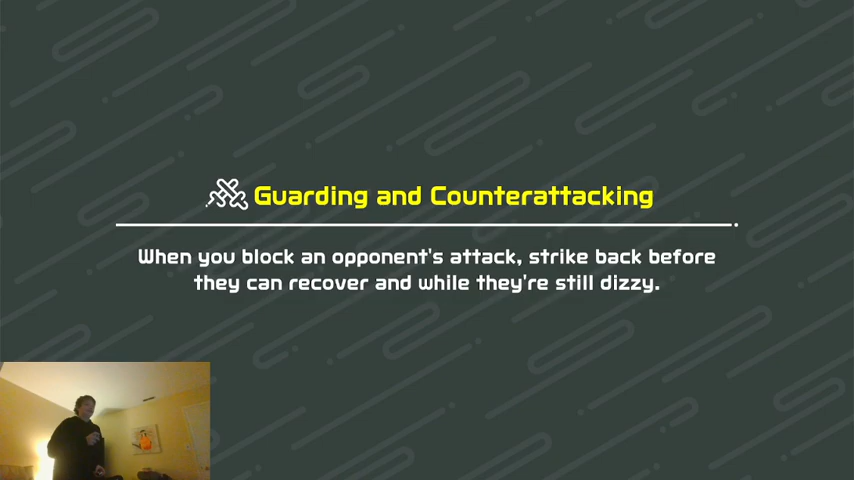 Guarding and Counterattacking
When you block an opponent's attack, strike back before
they can recover and while they're still dizzy.